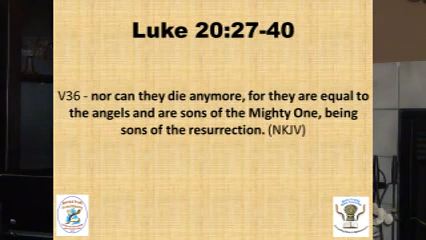 Luke 20:27-40
V36 - nor can they die anymore, for they are equal to
the angels and are sons of the Mighty One, being
sons of the resurrection. (NKJV)